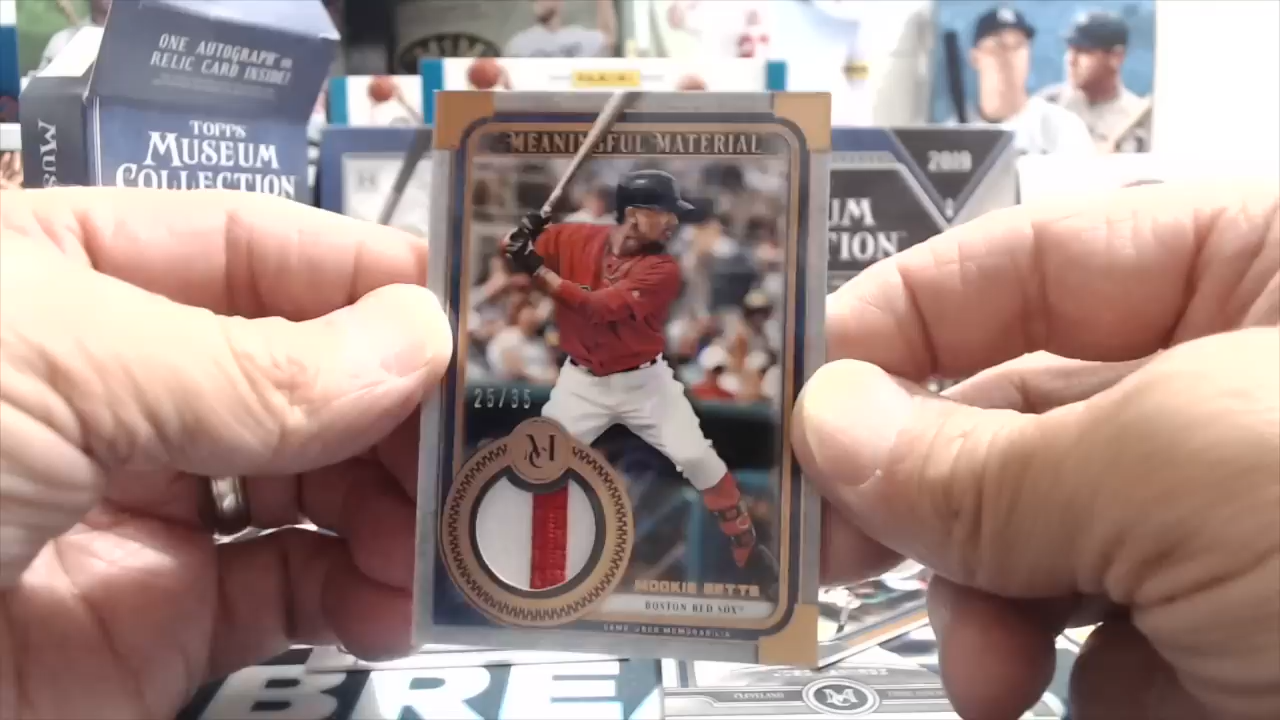 ONE AUTOGRAPH OR
RELIC CARD INSIDE!
TOPPS
MUSEUM
COLLECTION
MUS
PANINI
2019
UM
TION
MEANINGFUL MATERIAL
25/35
M
MOOKIE BETTS
BOSTON RED SOX
GAME-USED MEMORABILIA
BRE
CLEVELAND
M